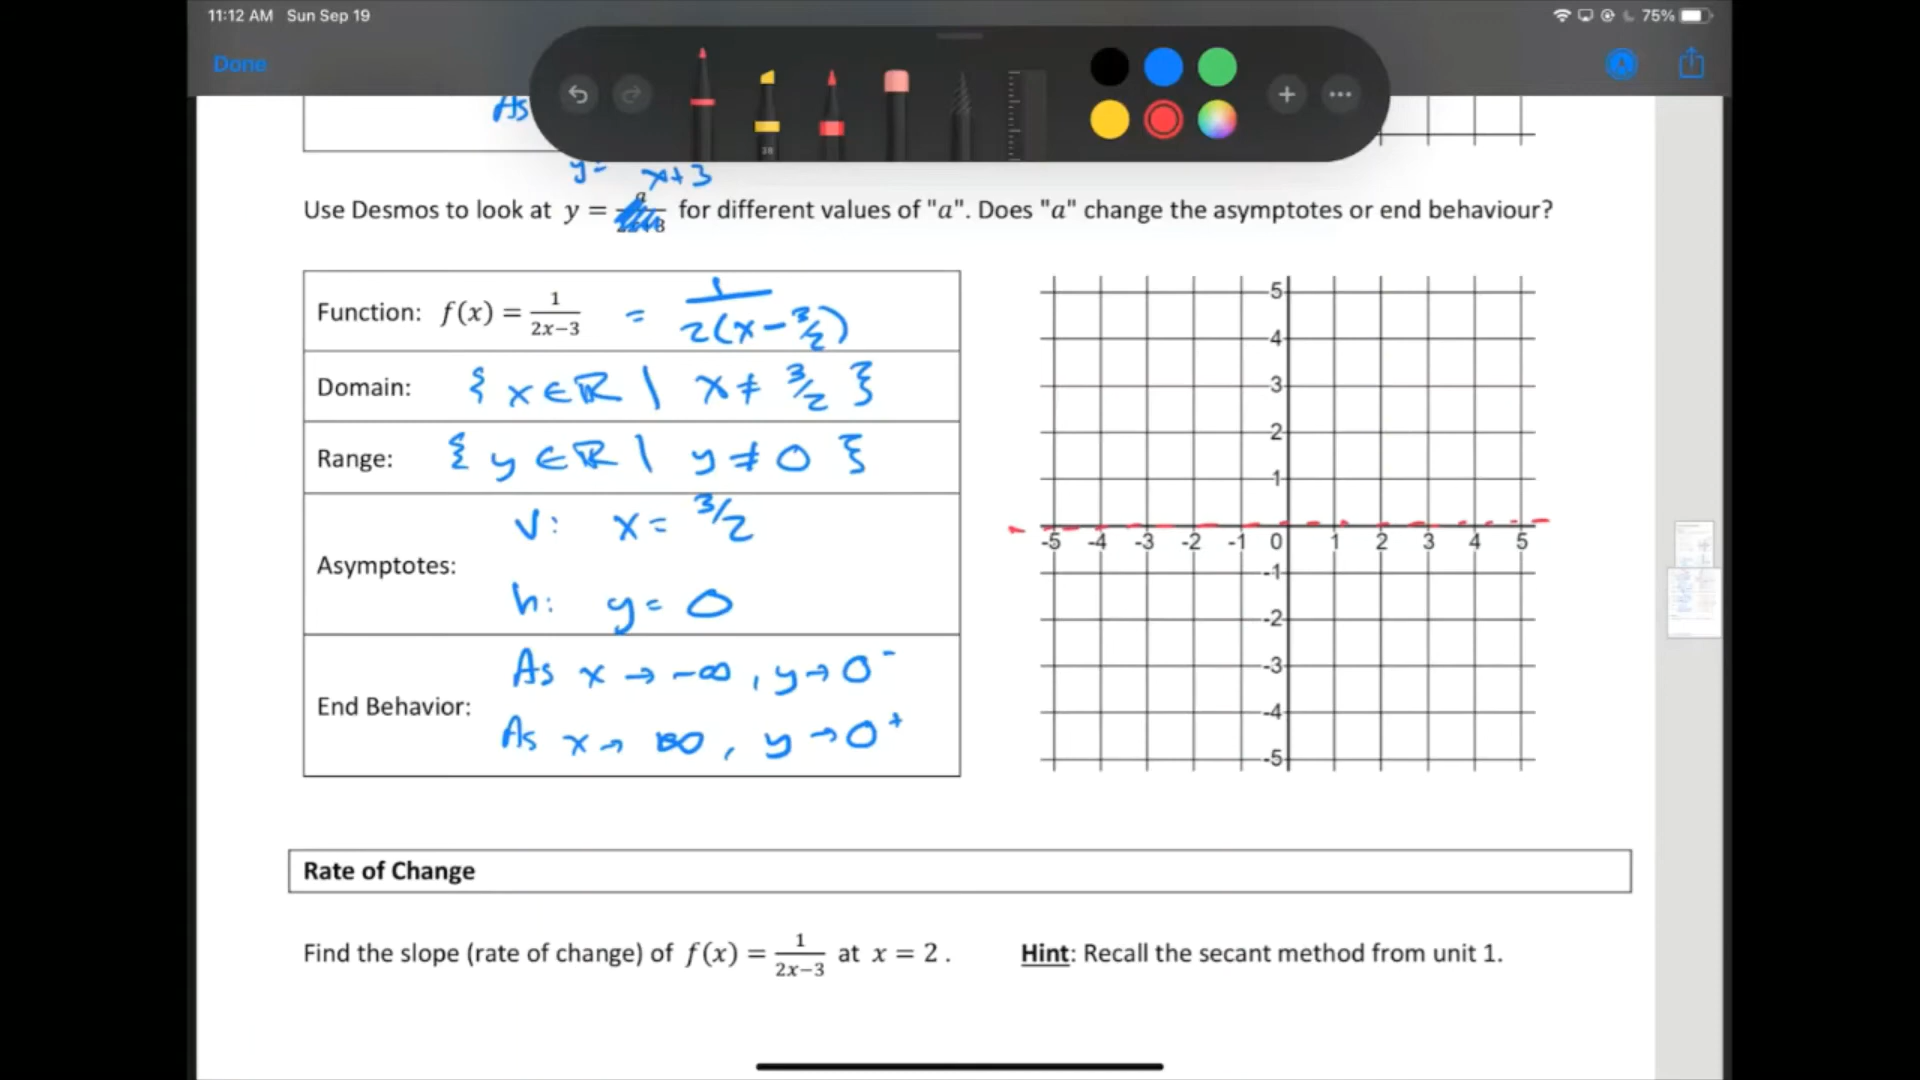 11:12 AM Sun Sep 19
75%
Done
As
y= x+3
Use Desmos to look at y = a for different values of "a". Does "a" change the asymptotes or end behaviour?
Function: f(x) = 1/(2x−3) = 1/(2(x − 3/2))
Domain: { x ∈ ℝ | x ≠ 3/2 }
Range: { y ∈ ℝ | y ≠ 0 }
V: x = 3/2
Asymptotes:
h: y = 0
As x → −∞, y → 0⁻
End Behavior:
As x → ∞, y → 0⁺
5
4
3
2
1
-5 -4 -3 -2 -1 0 1 2 3 4 5
-1
-2
-3
-4
-5
Rate of Change
Find the slope (rate of change) of f(x) = 1/(2x−3) at x = 2 . Hint: Recall the secant method from unit 1.